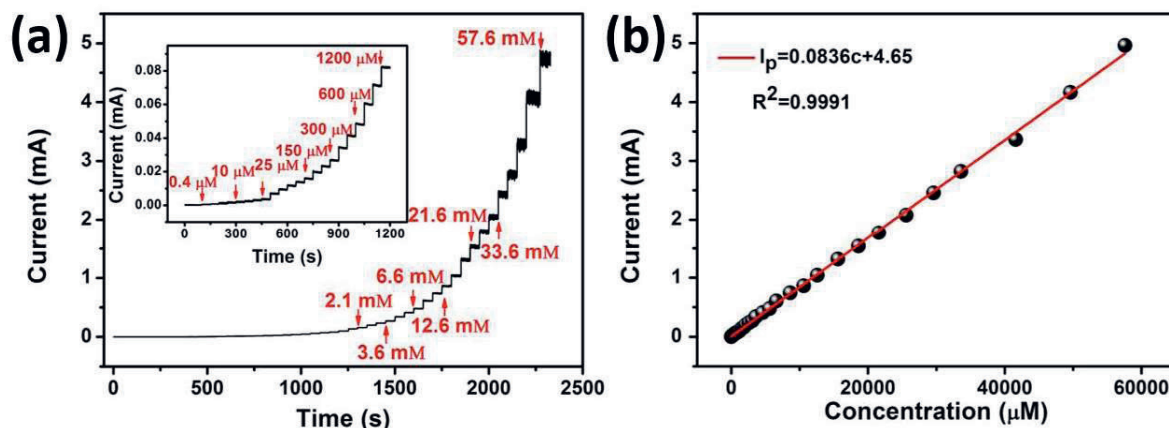 (a)
5
4
3
2
1
0
Current (mA)
0
500
1000
1500
2000
2500
Time (s)
57.6 mM
21.6 mM
33.6 mM
6.6 mM
12.6 mM
2.1 mM
3.6 mM
0.08
0.06
0.04
0.02
0.00
Current (mA)
0
300
600
900
1200
Time (s)
1200 μM
600 μM
300 μM
150 μM
25 μM
10 μM
0.4 μM
(b)
5
4
3
2
1
0
Current (mA)
0
20000
40000
60000
Concentration (μM)
Ip=0.0836c+4.65
R²=0.9991